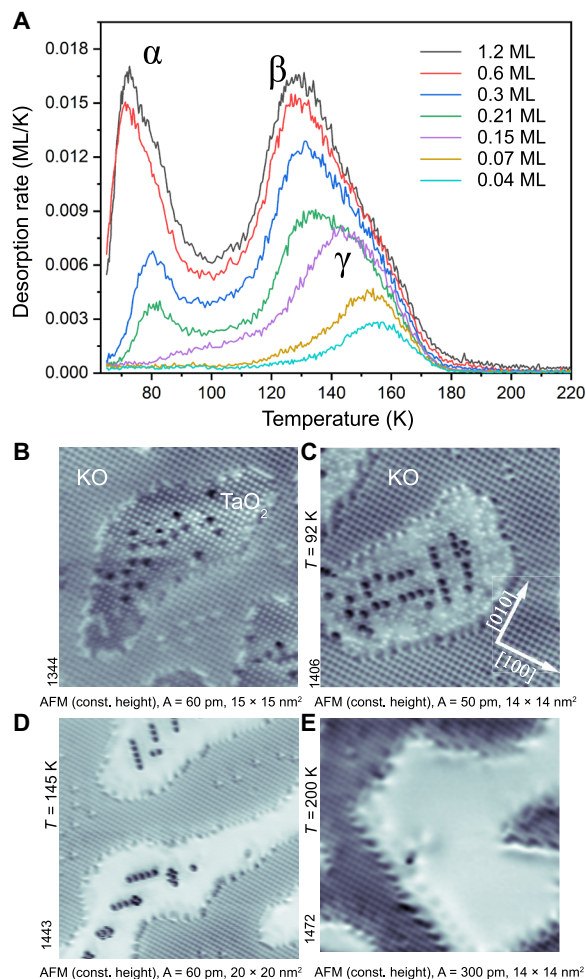 A
α
β
γ
1.2 ML
0.6 ML
0.3 ML
0.21 ML
0.15 ML
0.07 ML
0.04 ML
Desorption rate (ML/K)
0.018
0.015
0.012
0.009
0.006
0.003
0.000
80 100 120 140 160 180 200 220
Temperature (K)
B
KO
TaO₂
1344
AFM (const. height), A = 60 pm, 15 × 15 nm²
C
KO
T = 92 K
[010]
[100]
1406
AFM (const. height), A = 50 pm, 14 × 14 nm²
D
T = 145 K
1443
AFM (const. height), A = 60 pm, 20 × 20 nm²
E
T = 200 K
1472
AFM (const. height), A = 300 pm, 14 × 14 nm²